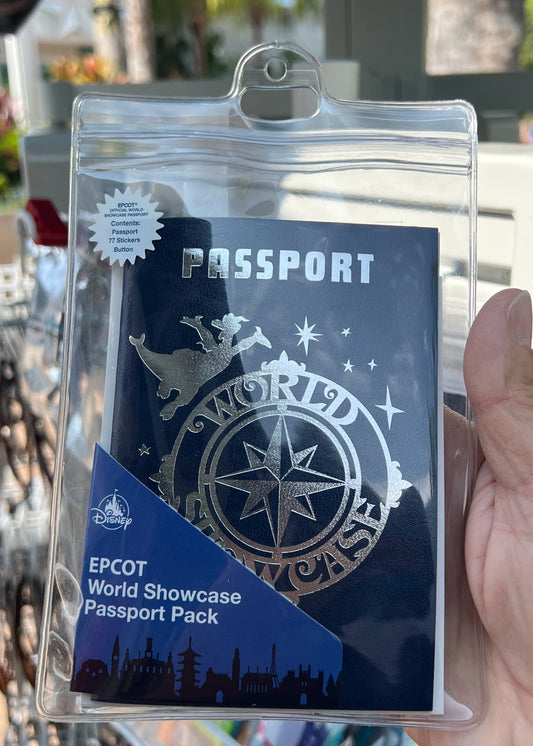 EPCOT®
OFFICIAL WORLD
SHOWCASE PASSPORT
Contents:
Passport
77 Stickers
Button
PASSPORT
WORLD
SHOWCASE
Disney
EPCOT
World Showcase
Passport Pack